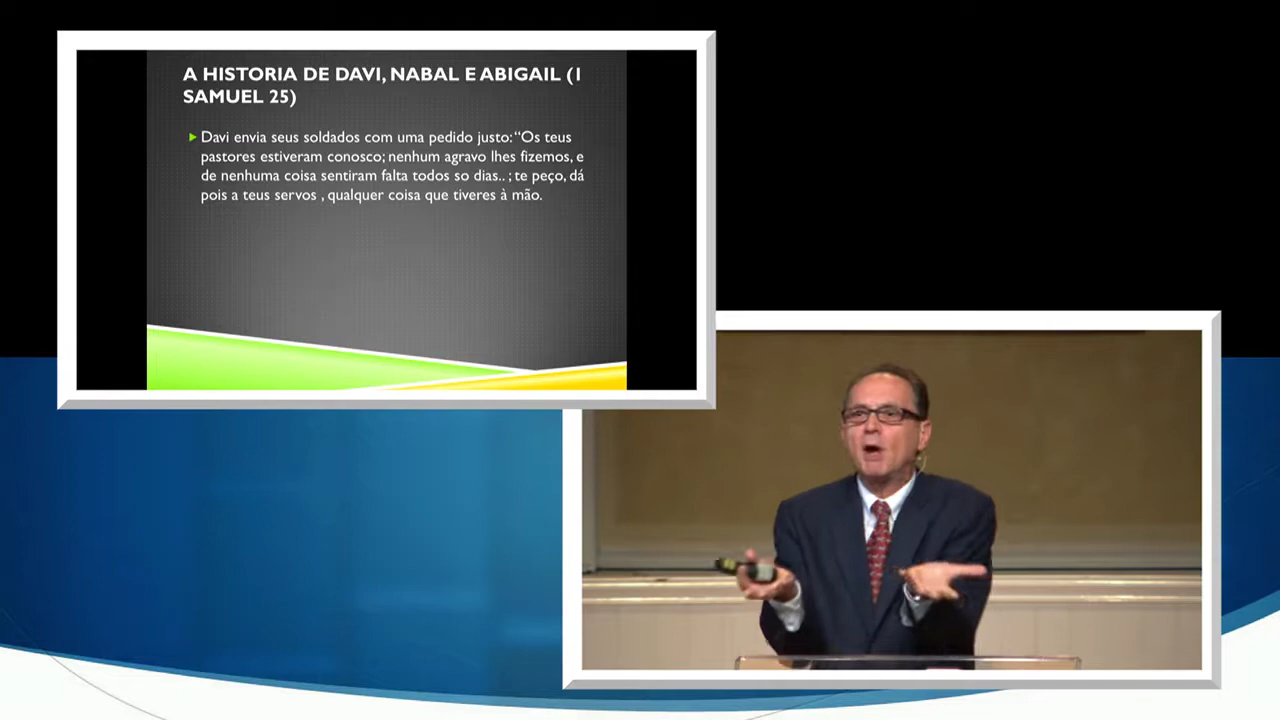 A HISTORIA DE DAVI, NABAL E ABIGAIL (I
SAMUEL 25)
Davi envia seus soldados com uma pedido justo: “Os teus
pastores estiveram conosco; nenhum agravo lhes fizemos, e
de nenhuma coisa sentiram falta todos so dias.. ; te peço, dá
pois a teus servos , qualquer coisa que tiveres à mão.